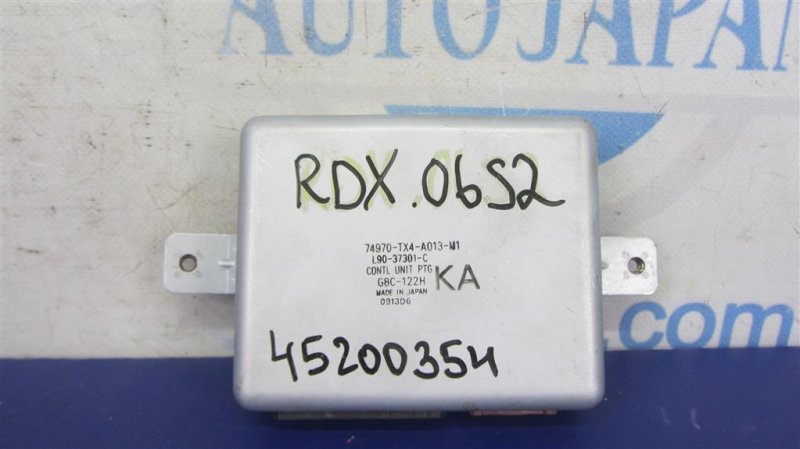 AUTOJAPAN
RDX.06S2
74970-TX4-A013-M1
L90-37301-C
CONTL UNIT PTG
GBC-122H KA
MADE IN JAPAN
0913D6
.com.
45200354